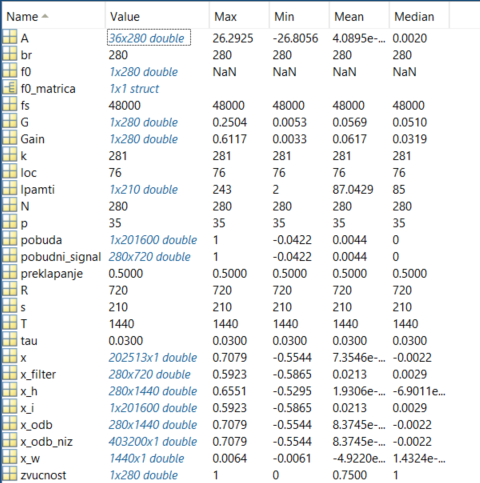 Name Value Max Min Mean Median
A 36x280 double 26.2925 -26.8056 4.0895e-... 0.0020
br 280 280 280 280 280
f0 1x280 double NaN NaN NaN NaN
f0_matrica 1x1 struct
fs 48000 48000 48000 48000 48000
G 1x280 double 0.2504 0.0053 0.0569 0.0510
Gain 1x280 double 0.6117 0.0033 0.0617 0.0319
k 281 281 281 281 281
loc 76 76 76 76 76
lpamti 1x210 double 243 2 87.0429 85
N 280 280 280 280 280
p 35 35 35 35 35
pobuda 1x201600 double 1 -0.0422 0.0044 0
pobudni_signal 280x720 double 1 -0.0422 0.0044 0
preklapanje 0.5000 0.5000 0.5000 0.5000 0.5000
R 720 720 720 720 720
s 210 210 210 210 210
T 1440 1440 1440 1440 1440
tau 0.0300 0.0300 0.0300 0.0300 0.0300
x 202513x1 double 0.7079 -0.5544 7.3546e-... -0.0022
x_filter 280x720 double 0.5923 -0.5865 0.0213 0.0029
x_h 280x1440 double 0.6551 -0.5295 1.9306e-... -6.9011e...
x_i 1x201600 double 0.5923 -0.5865 0.0213 0.0029
x_odb 280x1440 double 0.7079 -0.5544 8.3745e-... -0.0022
x_odb_niz 403200x1 double 0.7079 -0.5544 8.3745e-... -0.0022
x_w 1440x1 double 0.0064 -0.0061 -4.9220e... 1.4324e-...
zvucnost 1x280 double 1 0 0.7500 1